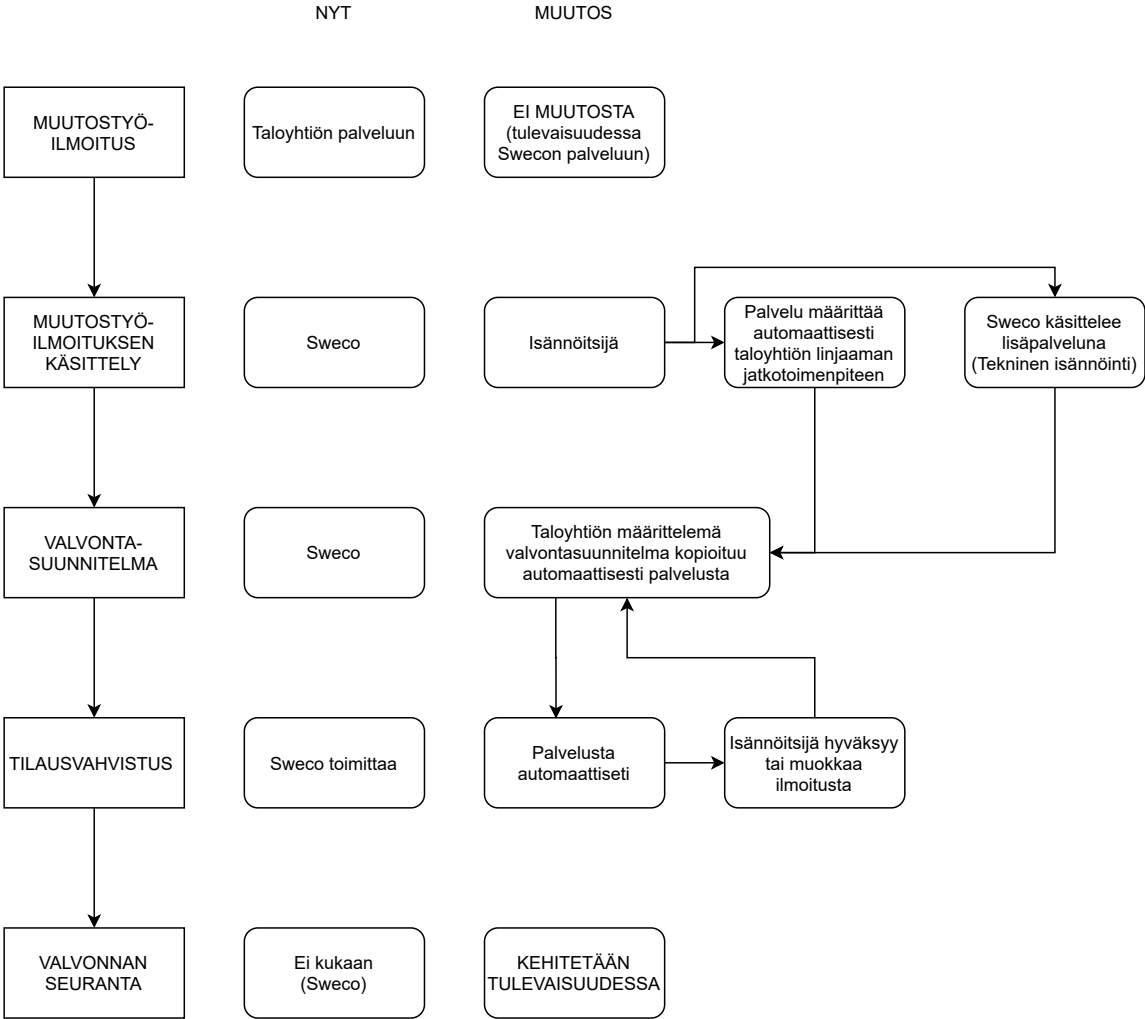 NYT
MUUTOS
MUUTOSTYÖ-
ILMOITUS
Taloyhtiön palveluun
EI MUUTOSTA
(tulevaisuudessa
Swecon palveluun)
MUUTOSTYÖ-
ILMOITUKSEN
KÄSITTELY
Sweco
Isännöitsijä
Palvelu määrittää
automaattisesti
taloyhtiön linjaaman
jatkotoimenpiteen
Sweco käsittelee
lisäpalveluna
(Tekninen isännöinti)
VALVONTA-
SUUNNITELMA
Sweco
Taloyhtiön määrittelemä
valvontasuunnitelma kopioituu
automaattisesti palvelusta
TILAUSVAHVISTUS
Sweco toimittaa
Palvelusta
automaattiseti
Isännöitsijä hyväksyy
tai muokkaa
ilmoitusta
VALVONNAN
SEURANTA
Ei kukaan
(Sweco)
KEHITETÄÄN
TULEVAISUUDESSA